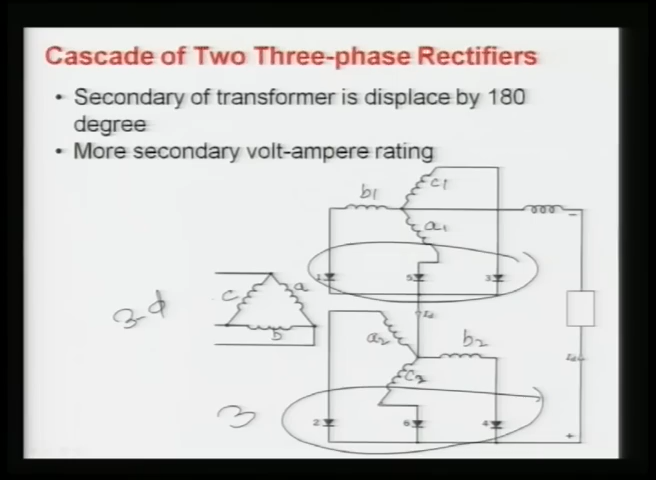 Cascade of Two Three-phase Rectifiers
• Secondary of transformer is displace by 180
degree
• More secondary volt-ampere rating
b1
c1
a1
-
1
5
3
3-φ
c
a
b
a2
b2
c2
3
2
6
4
+